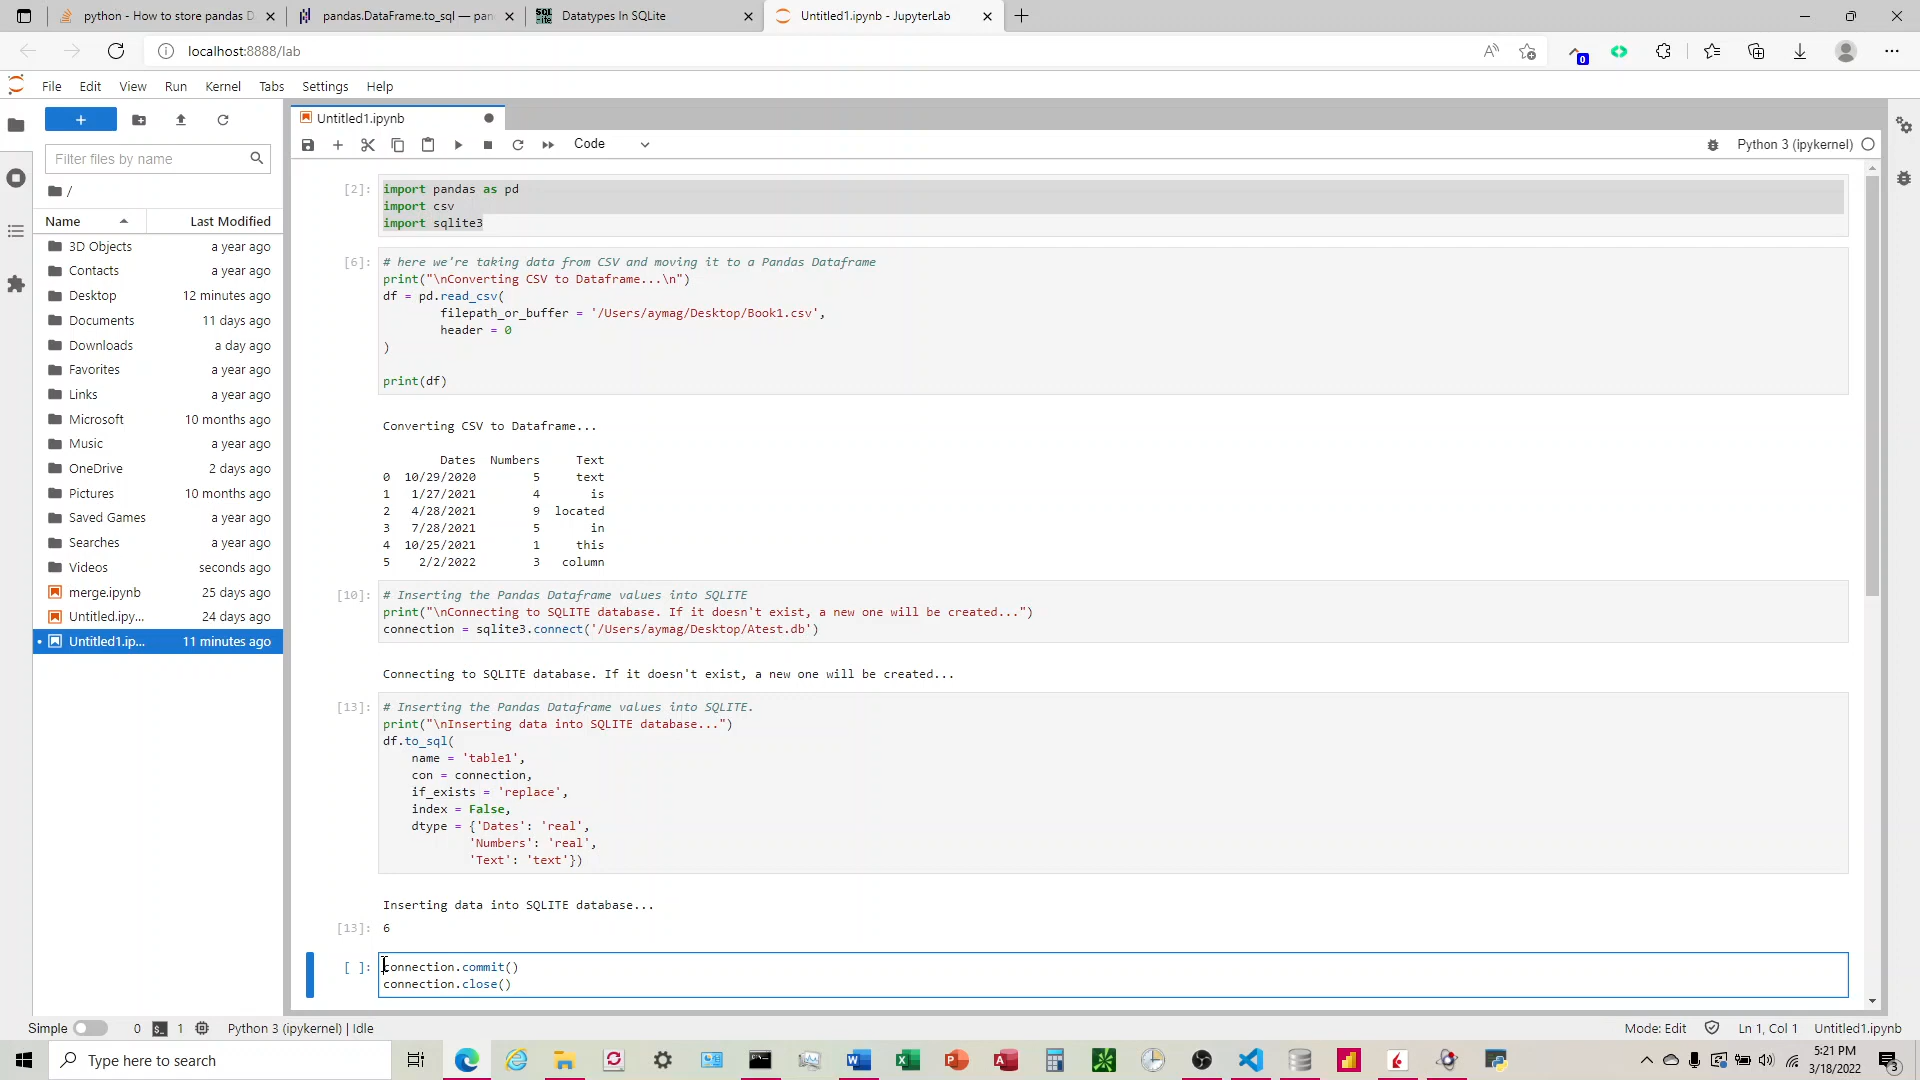 python - How to store pandas D
pandas.DataFrame.to_sql — pan
Datatypes In SQLite
Untitled1.ipynb - JupyterLab
localhost:8888/lab
0
File Edit View Run Kernel Tabs Settings Help
Untitled1.ipynb
Code
Python 3 (ipykernel)
Filter files by name
/
Name Last Modified
3D Objects a year ago
Contacts a year ago
Desktop 12 minutes ago
Documents 11 days ago
Downloads a day ago
Favorites a year ago
Links a year ago
Microsoft 10 months ago
Music a year ago
OneDrive 2 days ago
Pictures 10 months ago
Saved Games a year ago
Searches a year ago
Videos seconds ago
merge.ipynb 25 days ago
Untitled.ipy... 24 days ago
Untitled1.ip... 11 minutes ago
[2]: import pandas as pd
import csv
import sqlite3
[6]: # here we're taking data from CSV and moving it to a Pandas Dataframe
print("\nConverting CSV to Dataframe...\n")
df = pd.read_csv(
filepath_or_buffer = '/Users/aymag/Desktop/Book1.csv',
header = 0
)
print(df)
Converting CSV to Dataframe...
Dates Numbers Text
0 10/29/2020 5 text
1 1/27/2021 4 is
2 4/28/2021 9 located
3 7/28/2021 5 in
4 10/25/2021 1 this
5 2/2/2022 3 column
[10]: # Inserting the Pandas Dataframe values into SQLITE
print("\nConnecting to SQLITE database. If it doesn't exist, a new one will be created...")
connection = sqlite3.connect('/Users/aymag/Desktop/Atest.db')
Connecting to SQLITE database. If it doesn't exist, a new one will be created...
[13]: # Inserting the Pandas Dataframe values into SQLITE.
print("\nInserting data into SQLITE database...")
df.to_sql(
name = 'table1',
con = connection,
if_exists = 'replace',
index = False,
dtype = {'Dates': 'real',
'Numbers': 'real',
'Text': 'text'})
Inserting data into SQLITE database...
[13]: 6
[ ]: connection.commit()
connection.close()
Simple 0 1 Python 3 (ipykernel) | Idle
Mode: Edit Ln 1, Col 1 Untitled1.ipynb
Type here to search
5:21 PM
3/18/2022
3